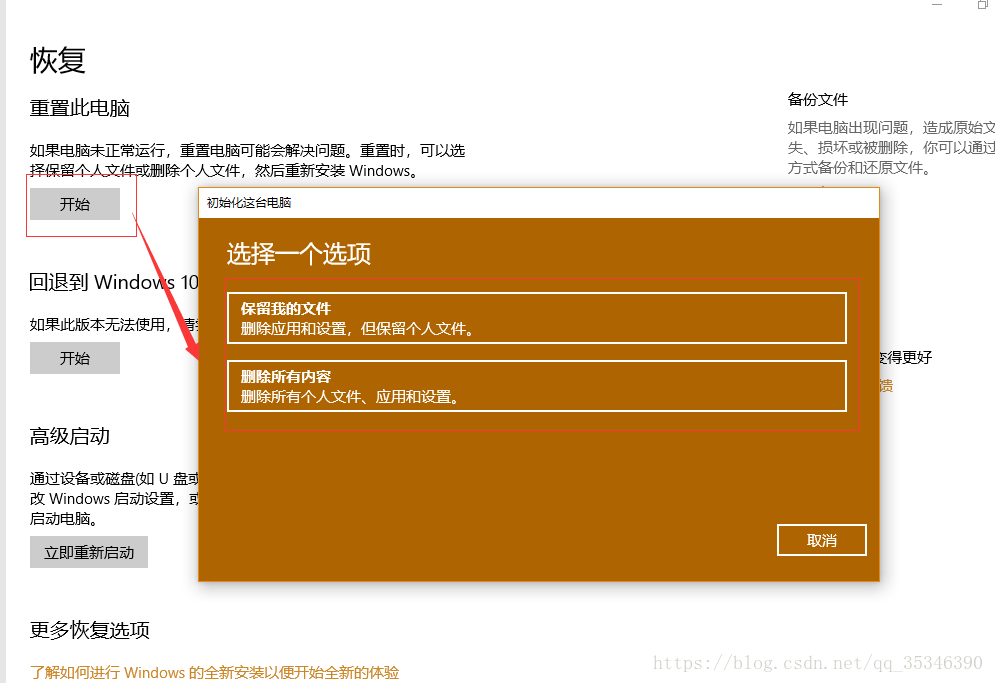 恢复
重置此电脑
如果电脑未正常运行，重置电脑可能会解决问题。重置时，可以选
择保留个人文件或删除个人文件，然后重新安装 Windows。
开始
回退到 Windows 10
如果此版本无法使用，
开始
高级启动
通过设备或磁盘(如 U 盘或
改 Windows 启动设置，或
启动电脑。
立即重新启动
更多恢复选项
了解如何进行 Windows 的全新安装以便开始全新的体验
备份文件
如果电脑出现问题，造成原始文
失、损坏或被删除，你可以通过
方式备份和还原文件。
变得更好
馈
初始化这台电脑
选择一个选项
保留我的文件
删除应用和设置，但保留个人文件。
删除所有内容
删除所有个人文件、应用和设置。
取消
https://blog.csdn.net/qq_35346390